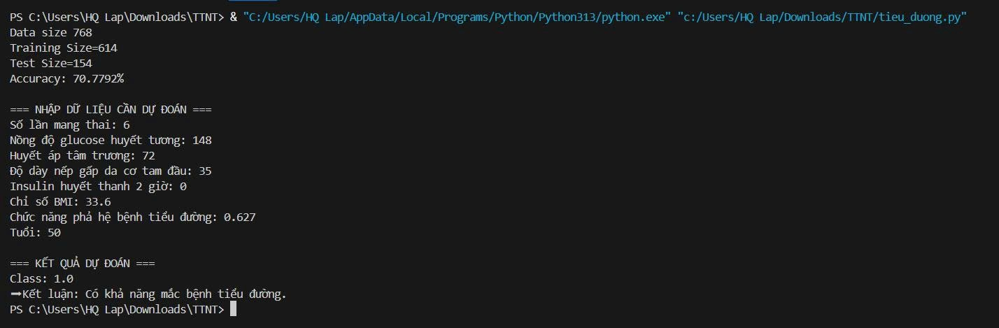 PS C:\Users\HQ Lap\Downloads\TTNT> & "C:/Users/HQ Lap/AppData/Local/Programs/Python/Python313/python.exe" "c:/Users/HQ Lap/Downloads/TTNT/tieu_duong.py"
Data size 768
Training Size=614
Test Size=154
Accuracy: 70.7792%
=== NHẬP DỮ LIỆU CẦN DỰ ĐOÁN ===
Số lần mang thai: 6
Nồng độ glucose huyết tương: 148
Huyết áp tâm trương: 72
Độ dày nếp gấp da cơ tam đầu: 35
Insulin huyết thanh 2 giờ: 0
Chỉ số BMI: 33.6
Chức năng phả hệ bệnh tiểu đường: 0.627
Tuổi: 50
=== KẾT QUẢ DỰ ĐOÁN ===
Class: 1.0
➡Kết luận: Có khả năng mắc bệnh tiểu đường.
PS C:\Users\HQ Lap\Downloads\TTNT>